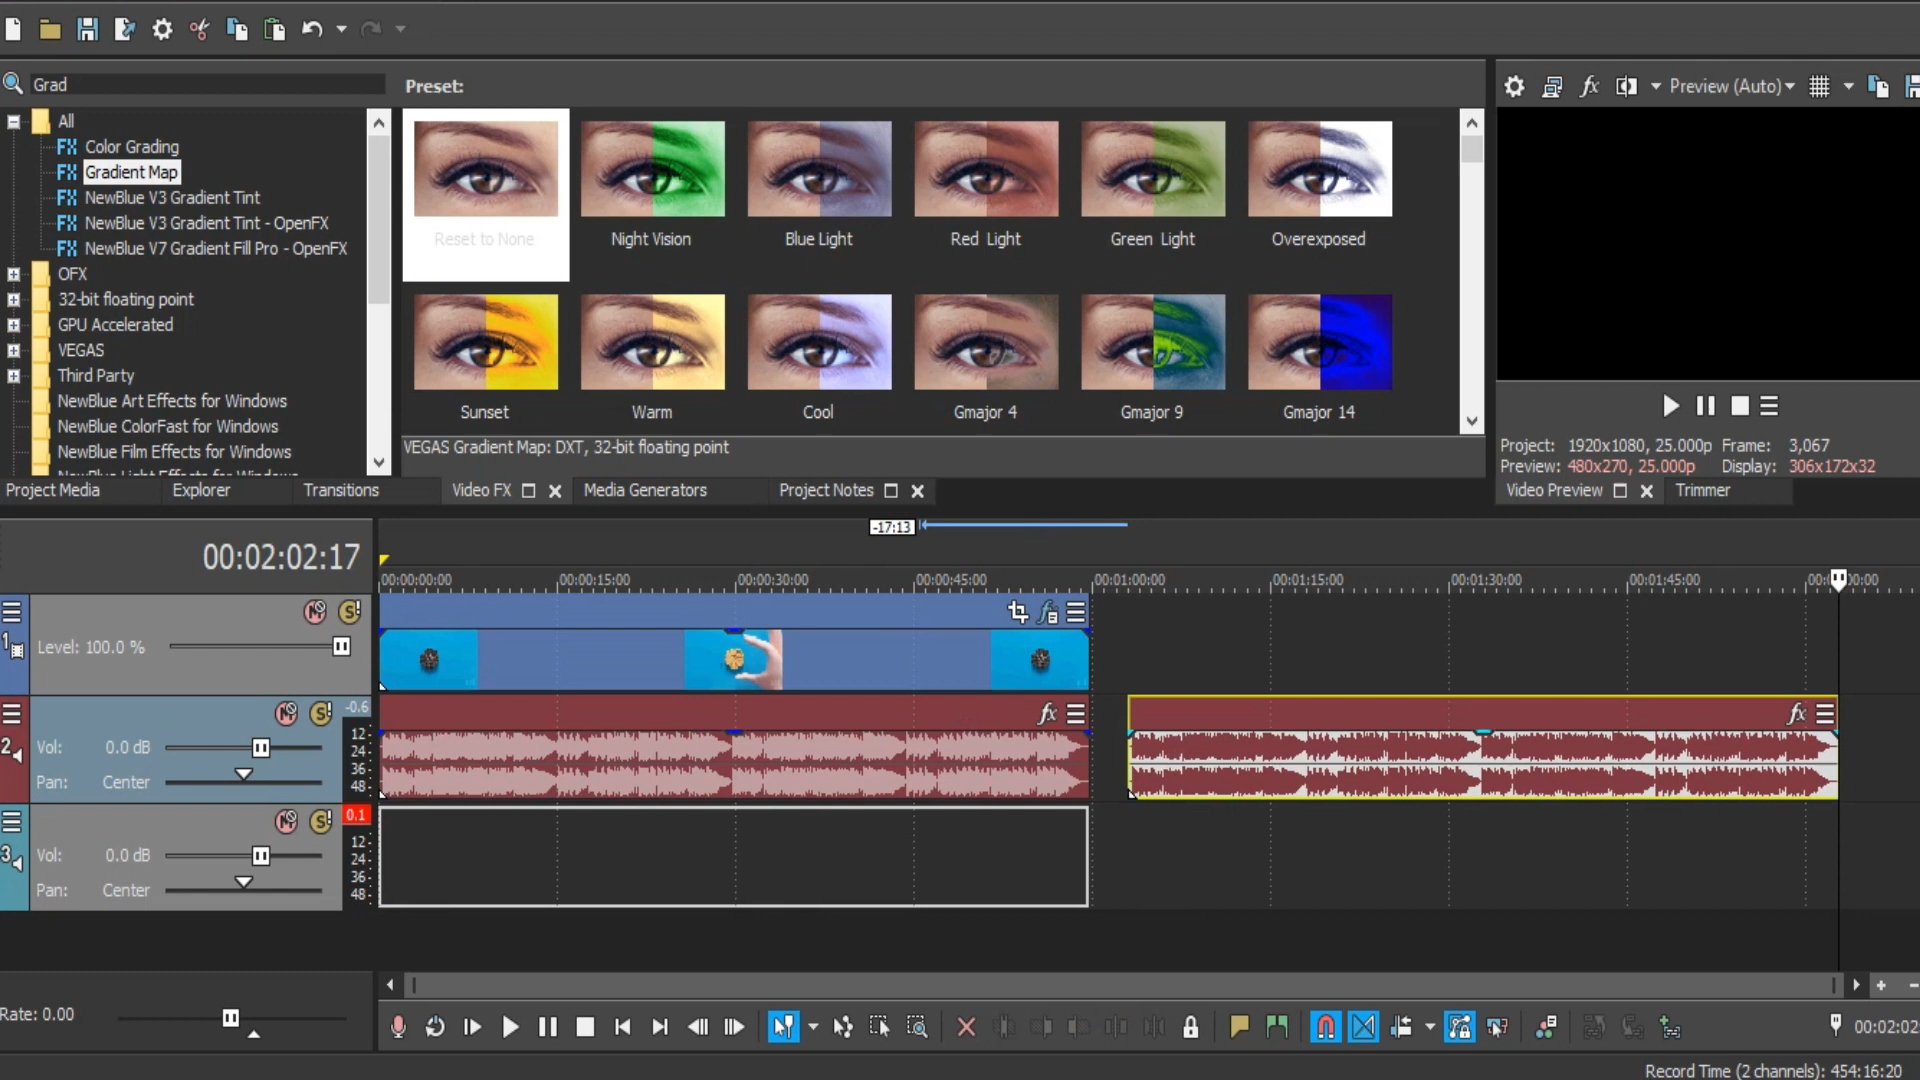 Grad
Preset:
Preview (Auto)
All
Color Grading
Gradient Map
NewBlue V3 Gradient Tint
NewBlue V3 Gradient Tint - OpenFX
NewBlue V7 Gradient Fill Pro - OpenFX
OFX
32-bit floating point
GPU Accelerated
VEGAS
Third Party
NewBlue Art Effects for Windows
NewBlue ColorFast for Windows
NewBlue Film Effects for Windows
Reset to None
Night Vision
Blue Light
Red Light
Green Light
Overexposed
Sunset
Warm
Cool
Gmajor 4
Gmajor 9
Gmajor 14
VEGAS Gradient Map: DXT, 32-bit floating point
Project: 1920x1080, 25.000p Frame: 3,067
Preview: 480x270, 25.000p Display: 306x172x32
Project Media
Explorer
Transitions
Video FX
Media Generators
Project Notes
Video Preview
Trimmer
-17:13
00:02:02:17
00:00:00:00
00:00:15:00
00:00:30:00
00:00:45:00
00:01:00:00
00:01:15:00
00:01:30:00
00:01:45:00
1
Level: 100.0 %
2
-0.6
Vol: 0.0 dB
Pan: Center
12
24
36
48
3
0.1
Vol: 0.0 dB
Pan: Center
12
24
36
48
Rate: 0.00
00:02:02
Record Time (2 channels): 454:16:20